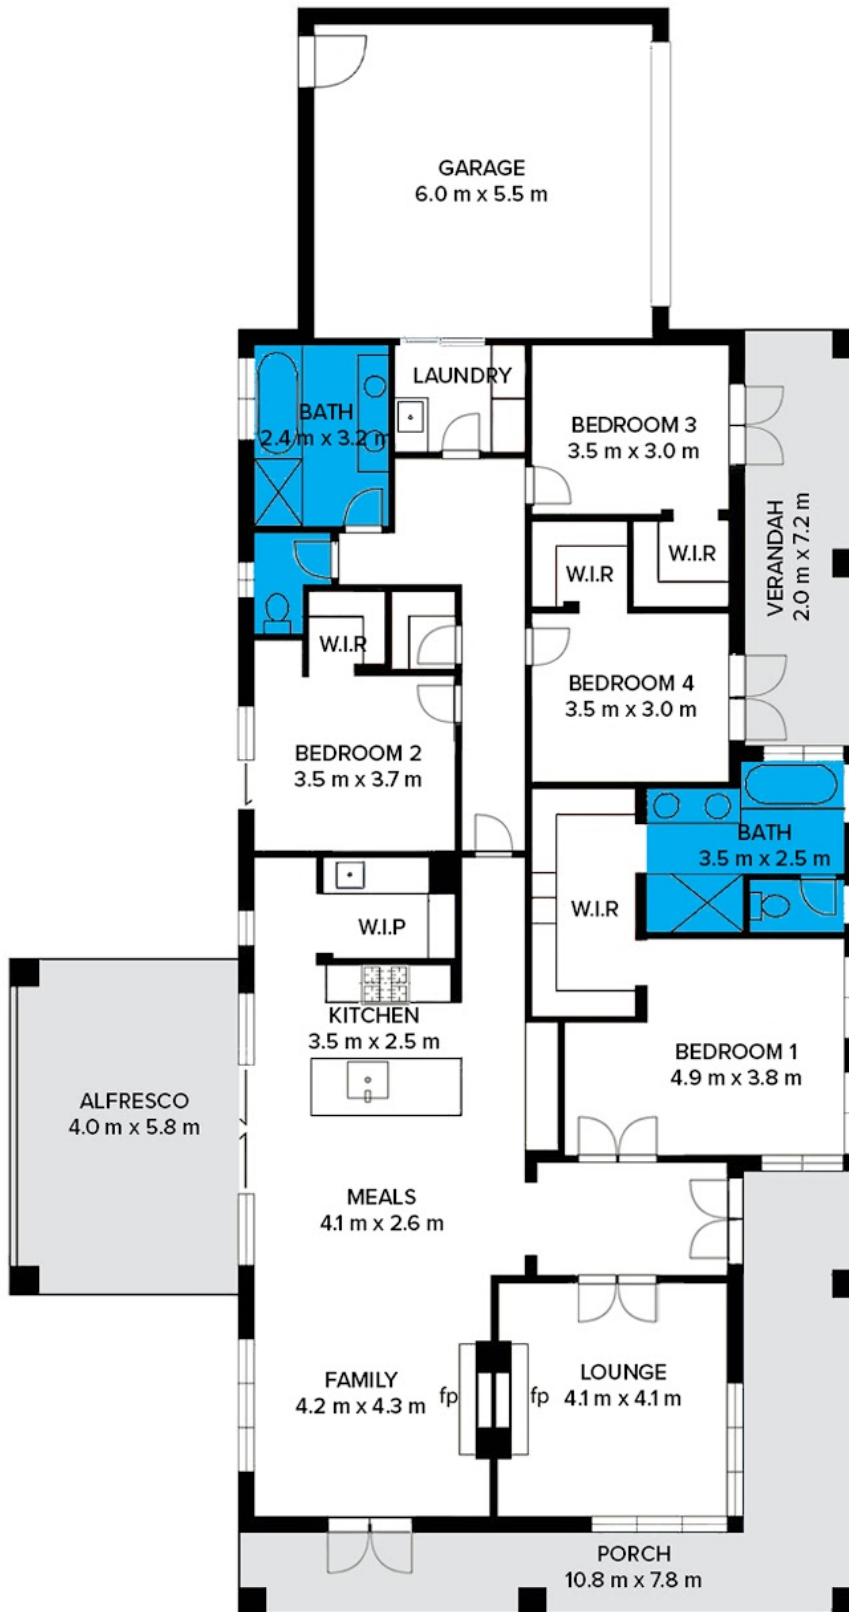 GARAGE
6.0 m x 5.5 m
LAUNDRY
BATH
2.4 m x 3.2 m
BEDROOM 3
3.5 m x 3.0 m
VERANDAH
2.0 m x 7.2 m
W.I.R
W.I.R
W.I.R
BEDROOM 4
3.5 m x 3.0 m
BEDROOM 2
3.5 m x 3.7 m
BATH
3.5 m x 2.5 m
W.I.R
W.I.P
KITCHEN
3.5 m x 2.5 m
BEDROOM 1
4.9 m x 3.8 m
ALFRESCO
4.0 m x 5.8 m
MEALS
4.1 m x 2.6 m
FAMILY
4.2 m x 4.3 m
fp
fp
LOUNGE
4.1 m x 4.1 m
PORCH
10.8 m x 7.8 m